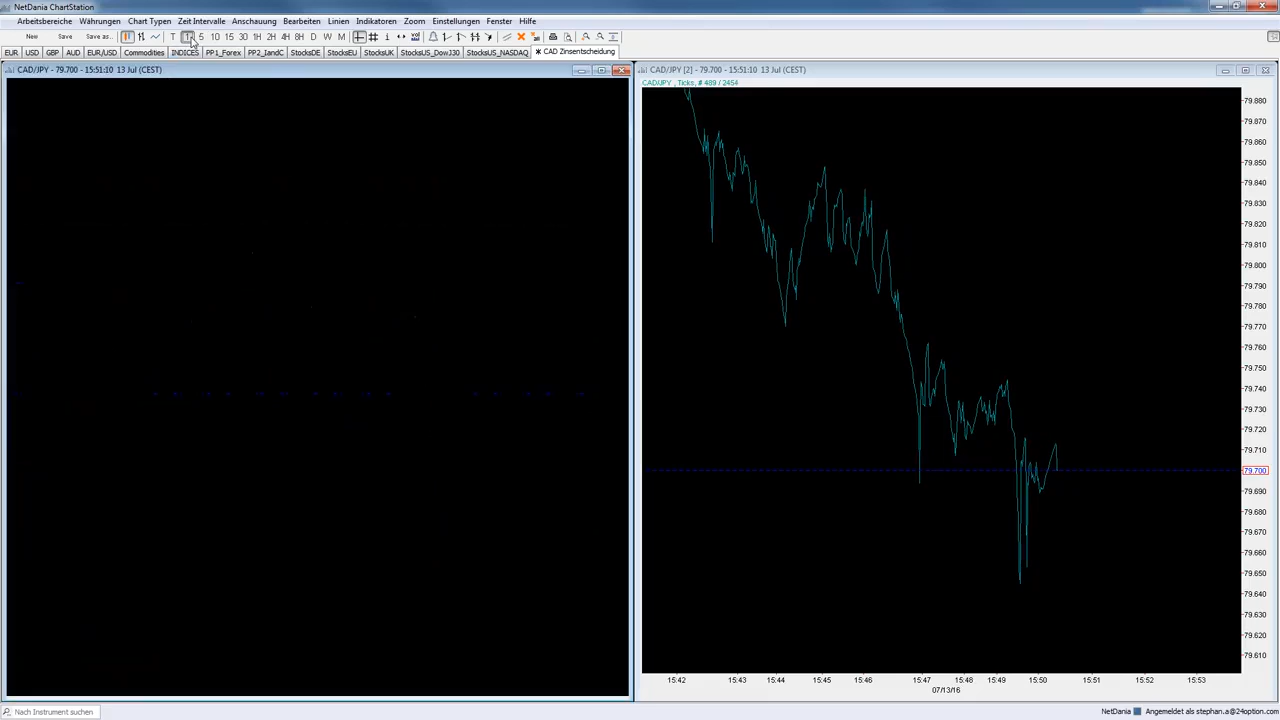 NetDania ChartStation
Arbeitsbereiche Währungen Chart Typen Zeit Intervalle Anschauung Bearbeiten Linien Indikatoren Zoom Einstellungen Fenster Hilfe
New Save Save as.. T 1 5 10 15 30 1H 2H 4H 8H D W M
EUR USD GBP AUD EUR/USD Commodities INDICES PP1_Forex PP2_IandC StocksDE StocksEU StocksUK StocksUS_DowJ30 StocksUS_NASDAQ * CAD Zinsentscheidung
CAD/JPY - 79.700 - 15:51:10 13 Jul (CEST)
CAD/JPY [2] - 79.700 - 15:51:10 13 Jul (CEST)
CAD/JPY , Ticks, # 489 / 2454
79.880
79.870
79.860
79.850
79.840
79.830
79.820
79.810
79.800
79.790
79.780
79.770
79.760
79.750
79.740
79.730
79.720
79.710
79.700
79.690
79.680
79.670
79.660
79.650
79.640
79.630
79.620
79.610
15:42 15:43 15:44 15:45 15:46 15:47 15:48 15:49 15:50 15:51 15:52 15:53
07/13/16
Nach Instrument suchen
NetDania Angemeldet als stephan.a@24option.com